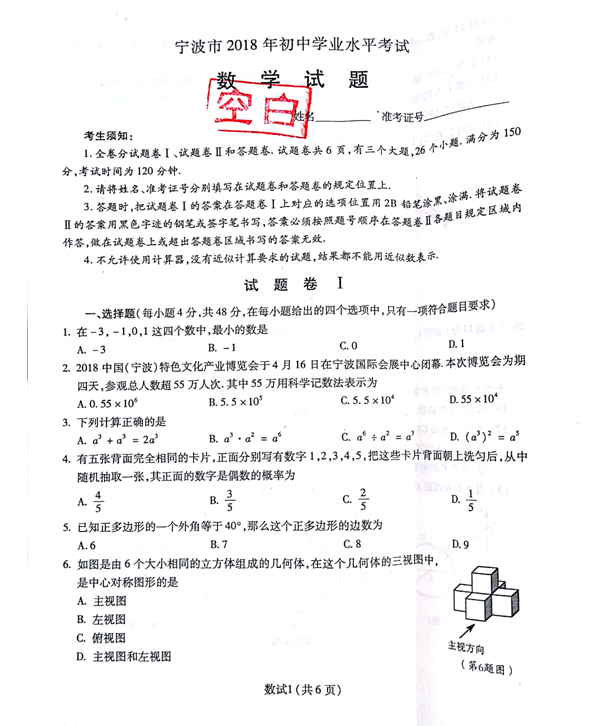 宁波市2018年初中学业水平考试
数学试题
空白
姓名________ 准考证号________
考生须知:
1.全卷分试题卷Ⅰ、试题卷Ⅱ和答题卷.试题卷共6页,有三个大题,26个小题.满分为150
分,考试时间为120分钟.
2.请将姓名、准考证号分别填写在试题卷和答题卷的规定位置上.
3.答题时,把试题卷Ⅰ的答案在答题卷Ⅰ上对应的选项位置用2B铅笔涂黑、涂满.将试题卷
Ⅱ的答案用黑色字迹的钢笔或签字笔书写,答案必须按照题号顺序在答题卷Ⅱ各题目规定区域内
作答,做在试题卷上或超出答题卷区域书写的答案无效.
4.不允许使用计算器,没有近似计算要求的试题,结果都不能用近似数表示.
试题卷Ⅰ
一、选择题(每小题4分,共48分,在每小题给出的四个选项中,只有一项符合题目要求)
1. 在-3,-1,0,1这四个数中,最小的数是
A. -3 B. -1 C. 0 D. 1
2. 2018中国(宁波)特色文化产业博览会于4月16日在宁波国际会展中心闭幕.本次博览会为期
四天,参观总人数超55万人次.其中55万用科学记数法表示为
A. 0.55×10⁶ B. 5.5×10⁵ C. 5.5×10⁴ D. 55×10⁴
3. 下列计算正确的是
A. a³+a³=2a³ B. a³·a²=a⁶ C. a⁶÷a²=a³ D. (a³)²=a⁵
4. 有五张背面完全相同的卡片,正面分别写有数字1,2,3,4,5,把这些卡片背面朝上洗匀后,从中
随机抽取一张,其正面的数字是偶数的概率为
A. 4/5 B. 3/5 C. 2/5 D. 1/5
5. 已知正多边形的一个外角等于40°,那么这个正多边形的边数为
A. 6 B. 7 C. 8 D. 9
6. 如图是由6个大小相同的立方体组成的几何体,在这个几何体的三视图中,
是中心对称图形的是
A. 主视图
B. 左视图
C. 俯视图
D. 主视图和左视图
主视方向
(第6题图)
数试1(共6页)